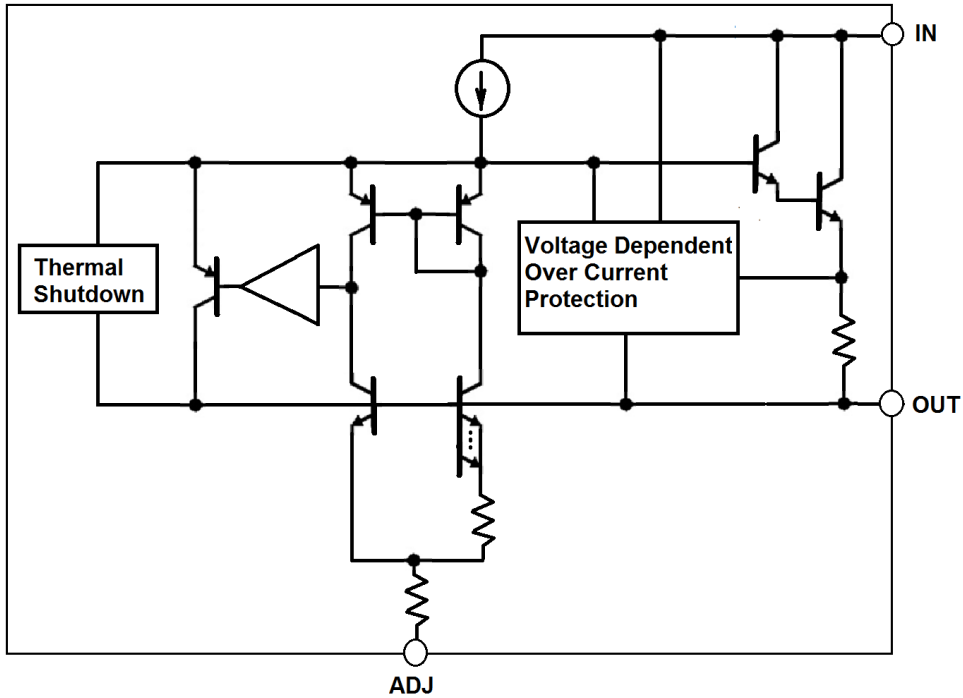 IN
Thermal
Shutdown
Voltage Dependent
Over Current
Protection
OUT
ADJ